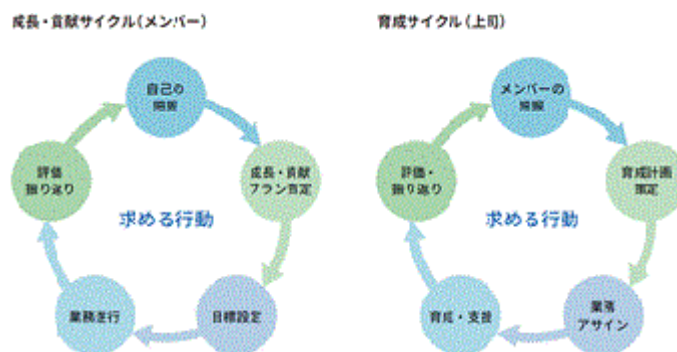 成長・貢献サイクル(メンバー)
育成サイクル(上司)
自己の
成長・貢献
プラン策定
目標設定
業務遂行
評価
振り返り
求める行動
メンバーの
育成計画
策定
業務
アサイン
育成・支援
評価・
振り返り
求める行動